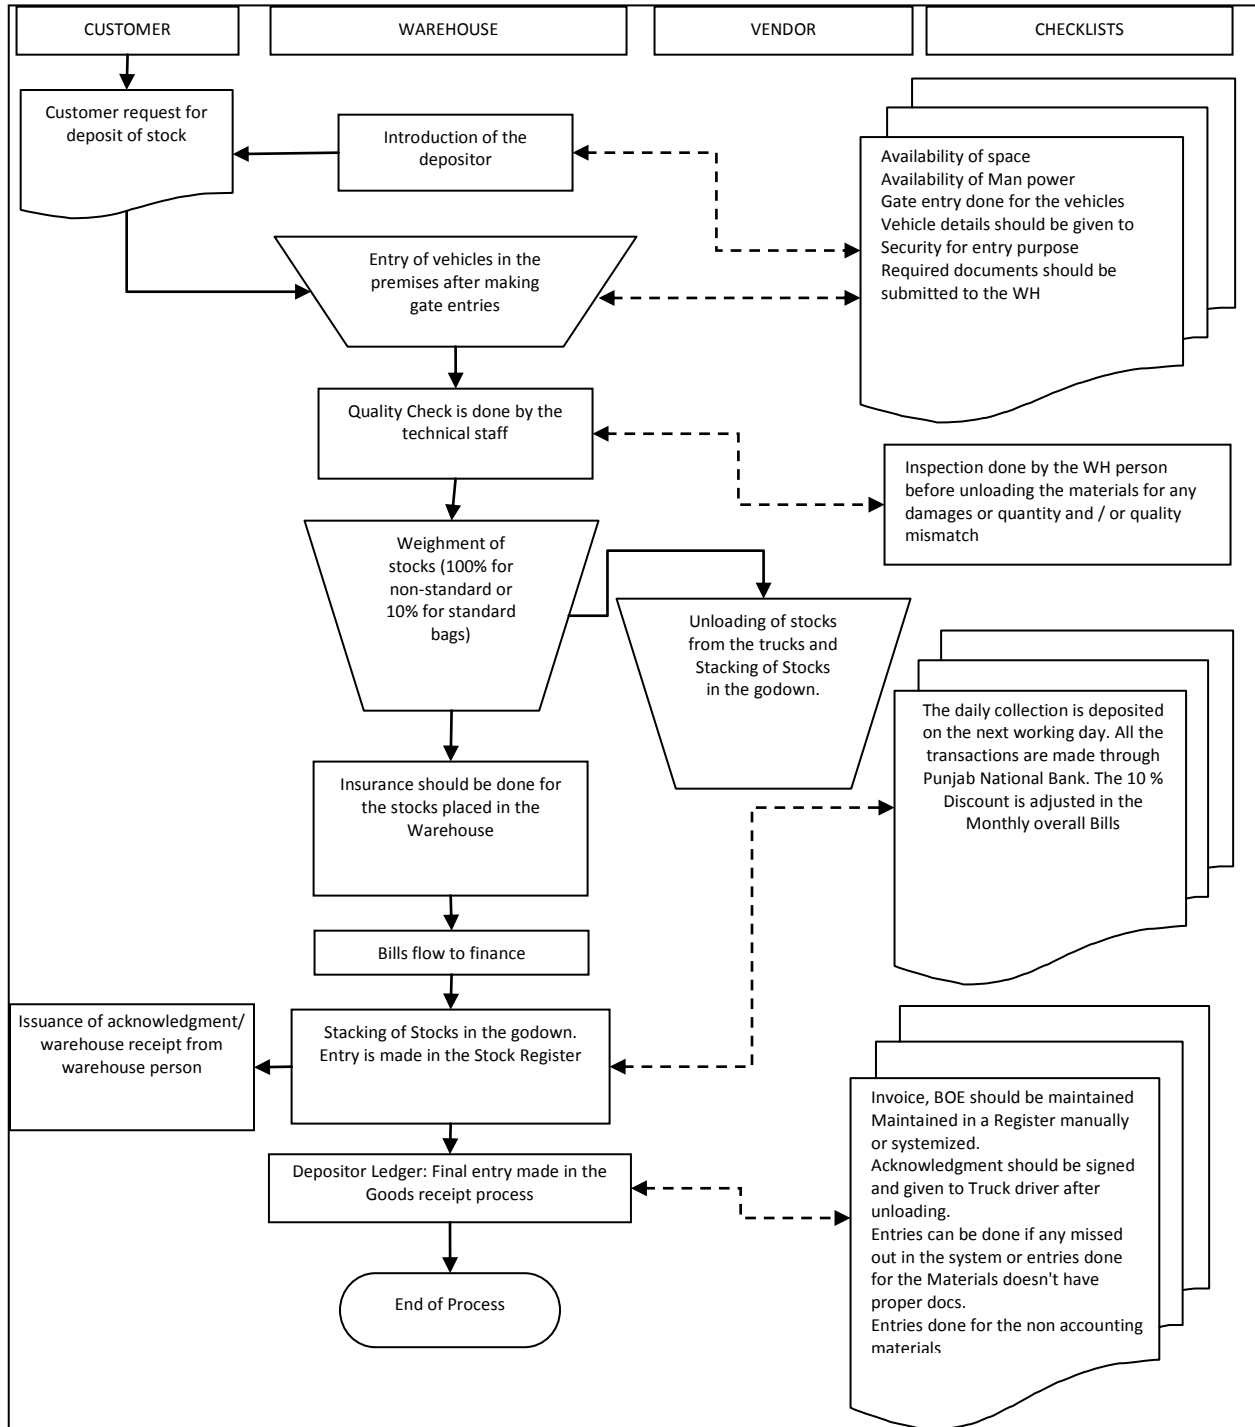 CUSTOMER
WAREHOUSE
VENDOR
CHECKLISTS
Customer request for
deposit of stock
Introduction of the
depositor
Availability of space
Availability of Man power
Gate entry done for the vehicles
Vehicle details should be given to
Security for entry purpose
Required documents should be
submitted to the WH
Entry of vehicles in the
premises after making
gate entries
Quality Check is done by the
technical staff
Inspection done by the WH person
before unloading the materials for any
damages or quantity and / or quality
mismatch
Weighment of
stocks (100% for
non-standard or
10% for standard
bags)
Unloading of stocks
from the trucks and
Stacking of Stocks
in the godown.
The daily collection is deposited
on the next working day. All the
transactions are made through
Punjab National Bank. The 10 %
Discount is adjusted in the
Monthly overall Bills
Insurance should be done for
the stocks placed in the
Warehouse
Bills flow to finance
Issuance of acknowledgment/
warehouse receipt from
warehouse person
Stacking of Stocks in the godown.
Entry is made in the Stock Register
Invoice, BOE should be maintained
Maintained in a Register manually
or systemized.
Acknowledgment should be signed
and given to Truck driver after
unloading.
Entries can be done if any missed
out in the system or entries done
for the Materials doesn't have
proper docs.
Entries done for the non accounting
materials
Depositor Ledger: Final entry made in the
Goods receipt process
End of Process